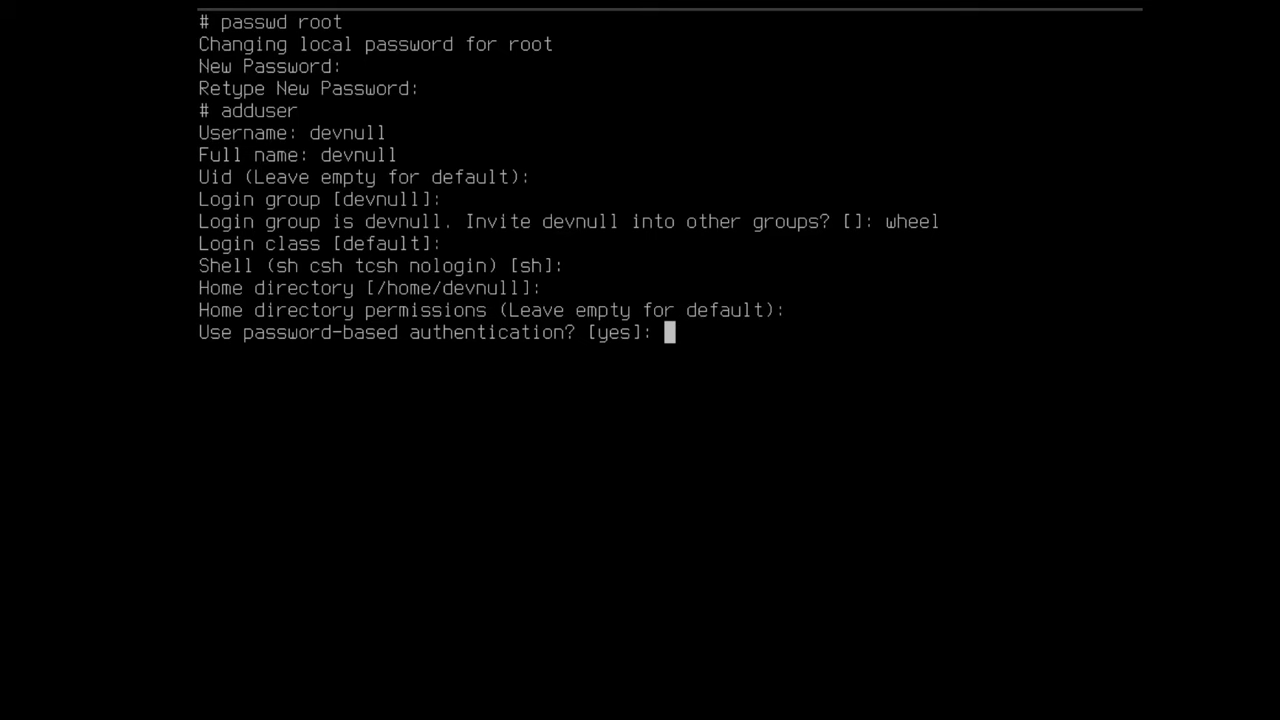 # passwd root
Changing local password for root
New Password:
Retype New Password:
# adduser
Username: devnull
Full name: devnull
Uid (Leave empty for default):
Login group [devnull]:
Login group is devnull. Invite devnull into other groups? []: wheel
Login class [default]:
Shell (sh csh tcsh nologin) [sh]:
Home directory [/home/devnull]:
Home directory permissions (Leave empty for default):
Use password-based authentication? [yes]: